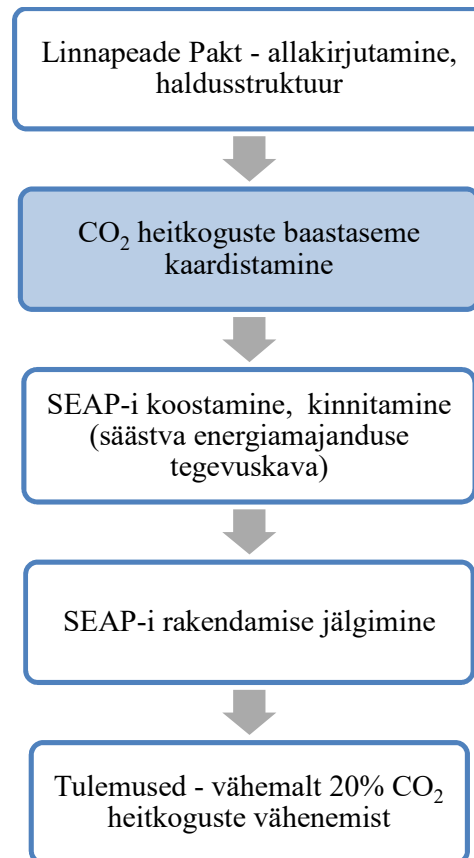 Linnapeade Pakt - allakirjutamine,
haldusstruktuur
CO₂ heitkoguste baastaseme
kaardistamine
SEAP-i koostamine, kinnitamine
(säästva energiamajanduse
tegevuskava)
SEAP-i rakendamise jälgimine
Tulemused - vähemalt 20% CO₂
heitkoguste vähenemist